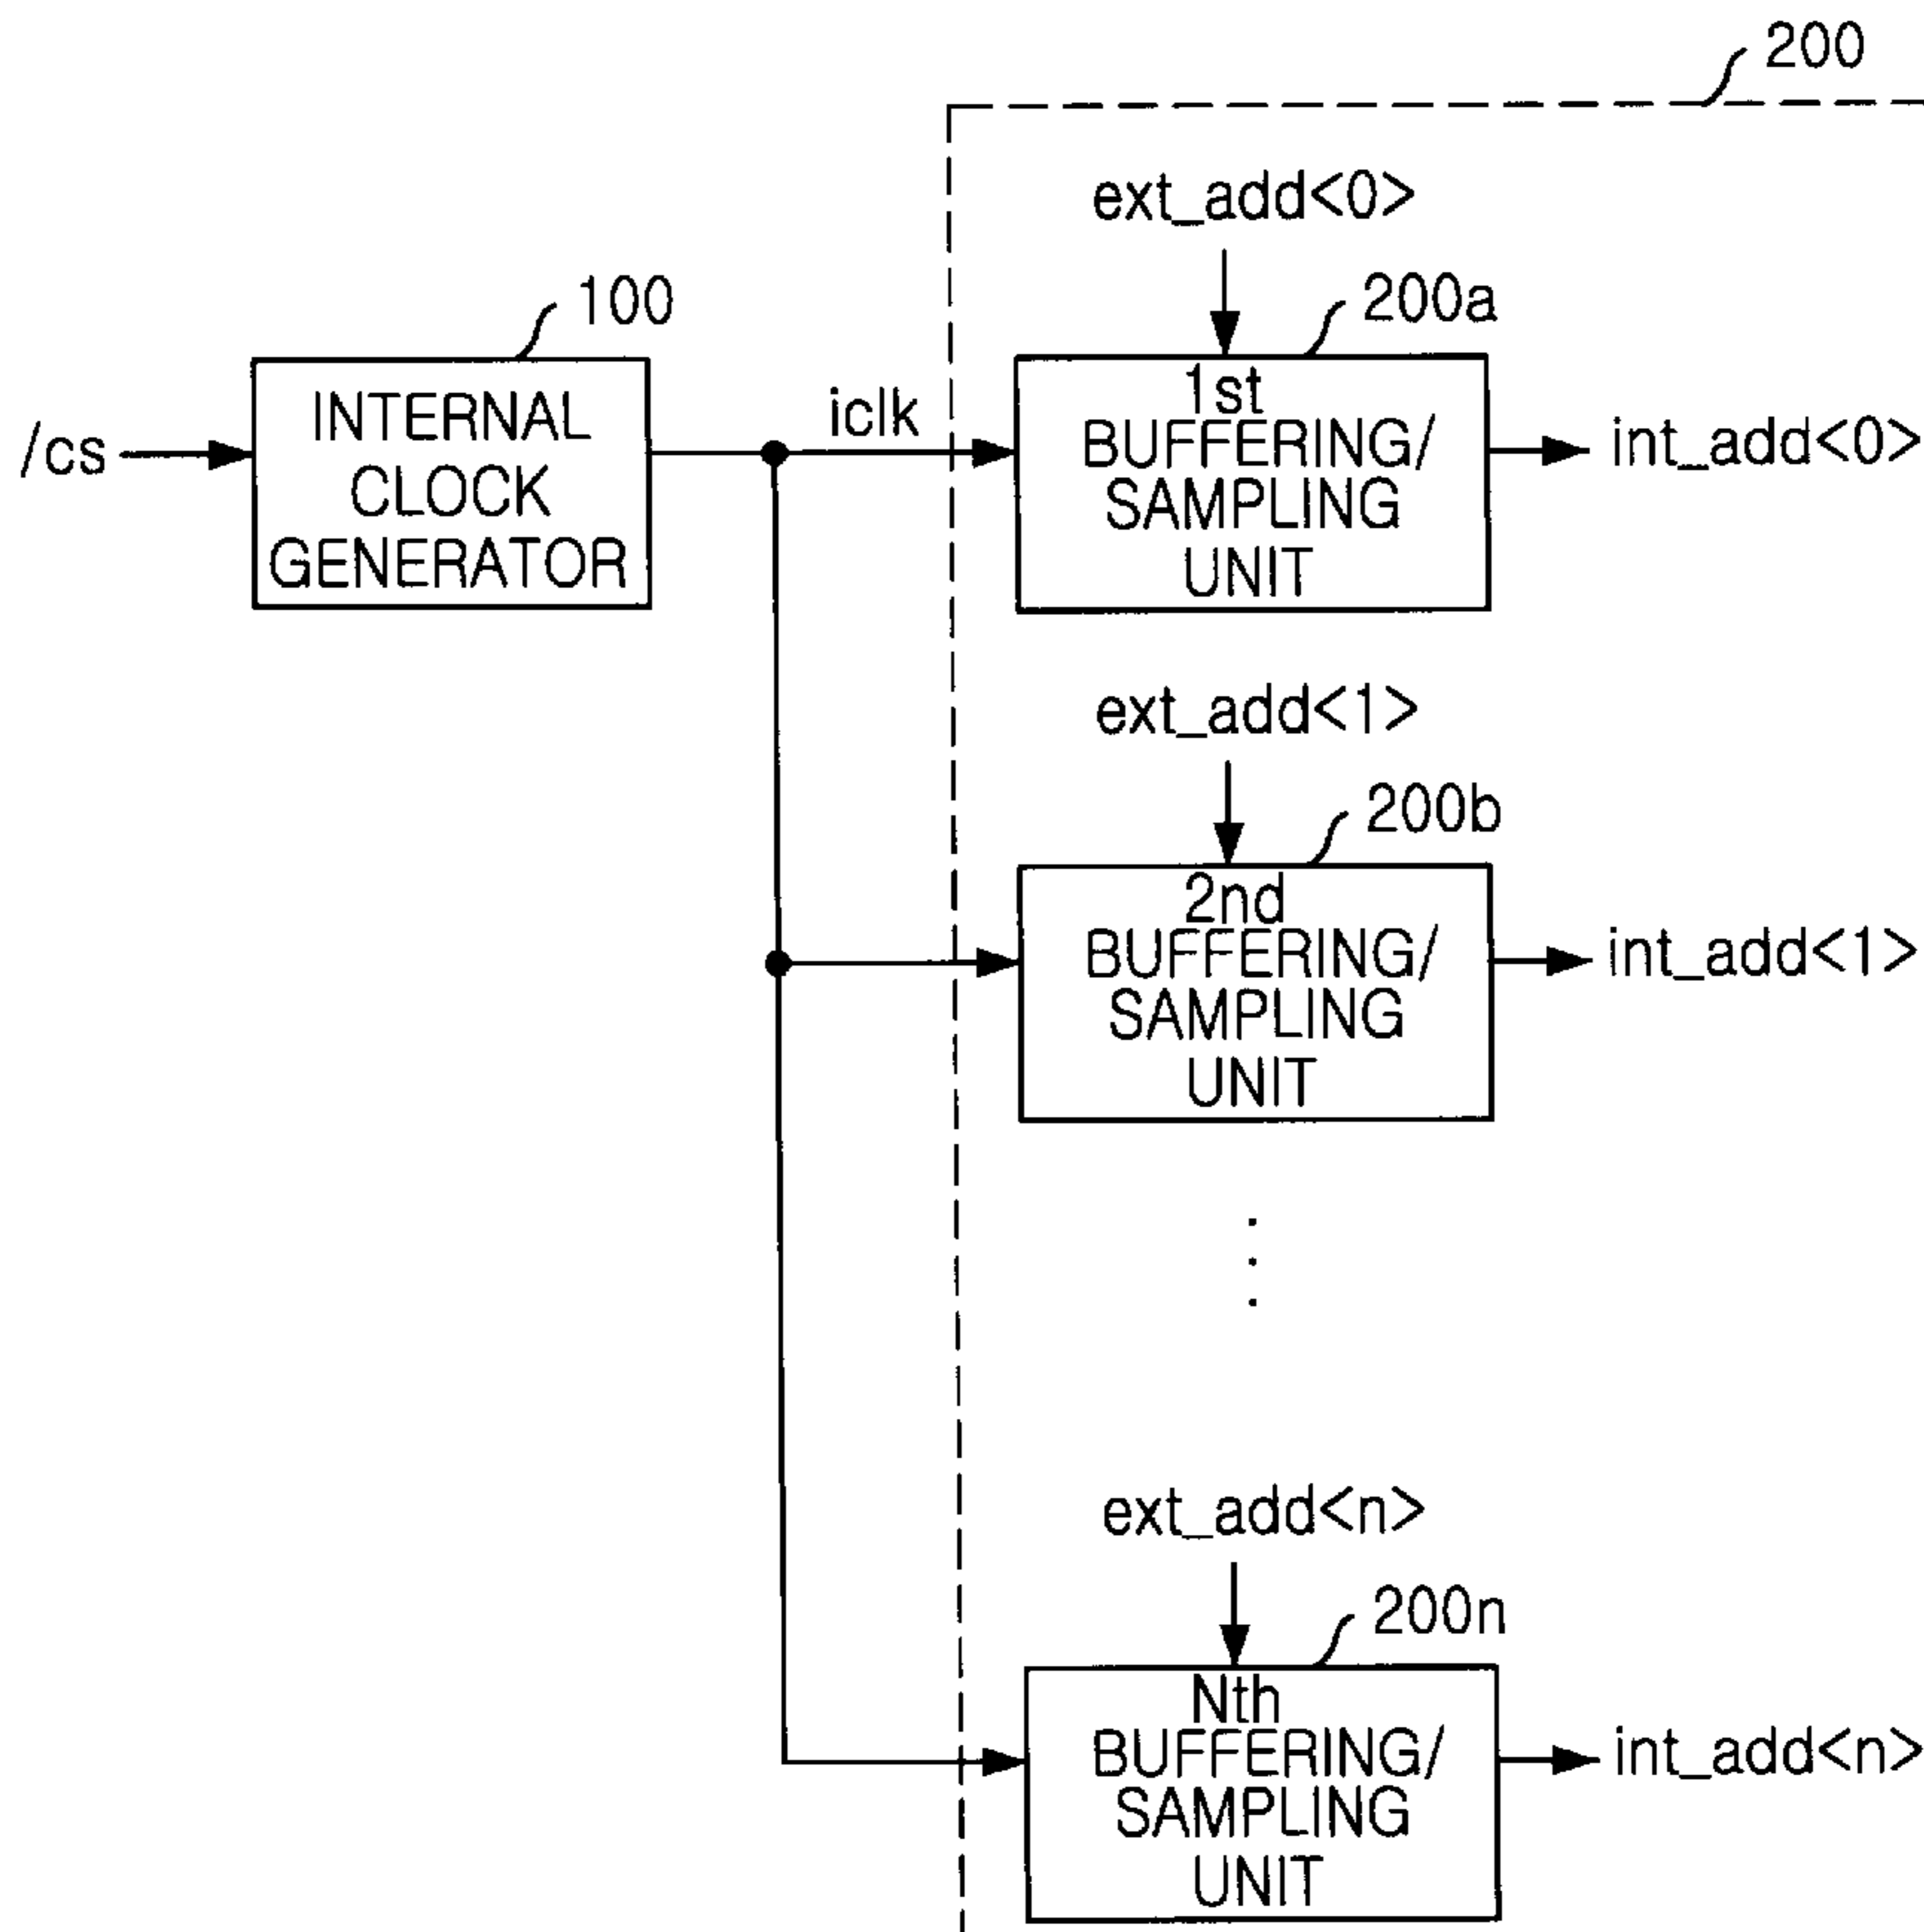 200
ext_add<0>
200a
100
/cs
INTERNAL
CLOCK
GENERATOR
iclk
1st
BUFFERING/
SAMPLING
UNIT
int_add<0>
ext_add<1>
200b
2nd
BUFFERING/
SAMPLING
UNIT
int_add<1>
ext_add<n>
200n
Nth
BUFFERING/
SAMPLING
UNIT
int_add<n>